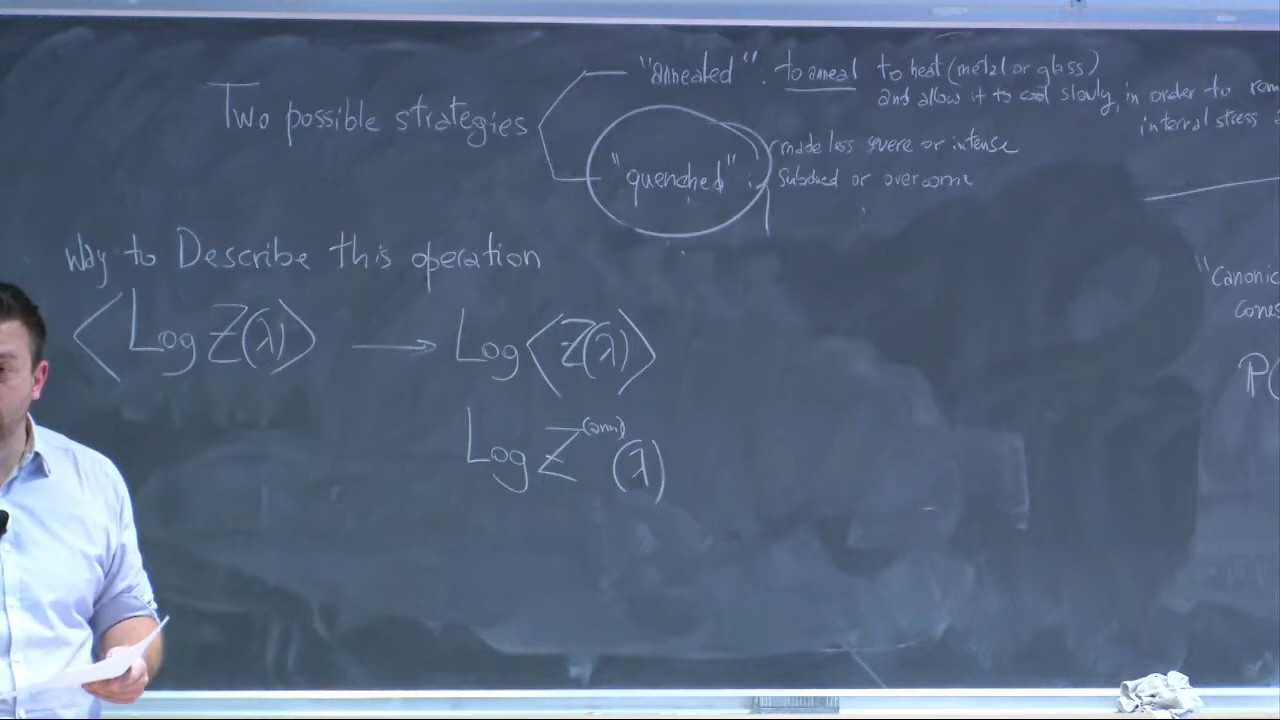 Two possible strategies
"annealed". to anneal to heat (metal or glass)
and allow it to cool slowly, in order to
internal stress
"quenched" : made less severe or intense
subdued or overcome
Way to Describe this operation
⟨Log Z(λ)⟩ → Log⟨Z(λ)⟩
Log Z^(ann) (λ)
"Canonic
P(